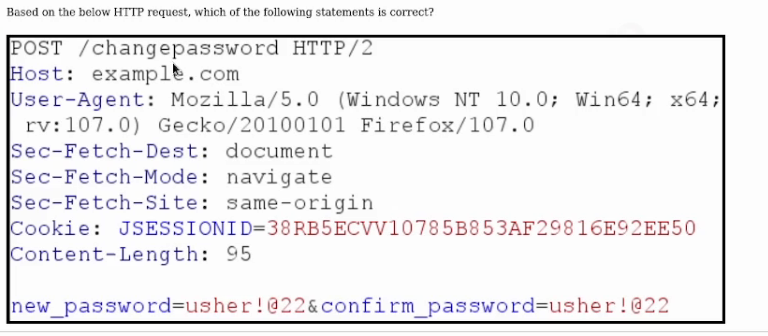 Based on the below HTTP request, which of the following statements is correct?
POST /changepassword HTTP/2
Host: example.com
User-Agent: Mozilla/5.0 (Windows NT 10.0; Win64; x64;
rv:107.0) Gecko/20100101 Firefox/107.0
Sec-Fetch-Dest: document
Sec-Fetch-Mode: navigate
Sec-Fetch-Site: same-origin
Cookie: JSESSIONID=38RB5ECVV10785B853AF29816E92EE50
Content-Length: 95
new_password=usher!@22&confirm_password=usher!@22